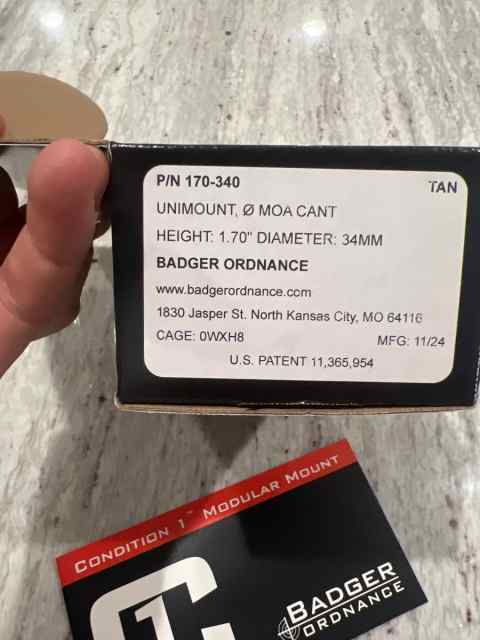 P/N 170-340 TAN
UNIMOUNT, Ø MOA CANT
HEIGHT: 1.70" DIAMETER: 34MM
BADGER ORDNANCE
www.badgerordnance.com
1830 Jasper St. North Kansas City, MO 64116
CAGE: 0WXH8 MFG: 11/24
U.S. PATENT 11,365,954
CONDITION 1™ MODULAR MOUNT
C1
BADGER
ORDNANCE